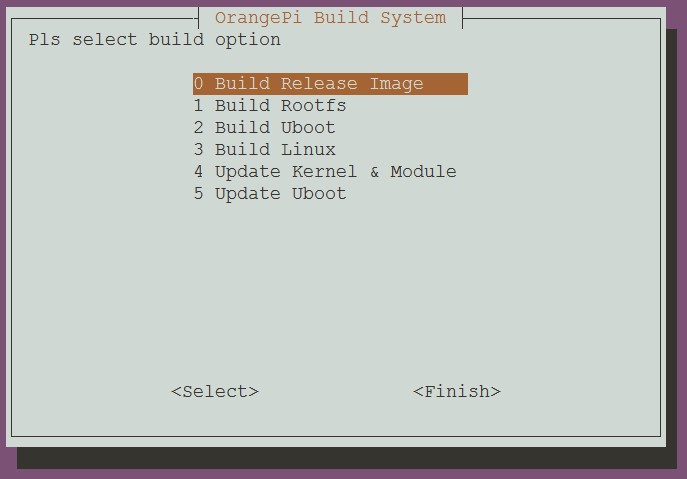 OrangePi Build System
Pls select build option
0 Build Release Image
1 Build Rootfs
2 Build Uboot
3 Build Linux
4 Update Kernel & Module
5 Update Uboot
<Select> <Finish>